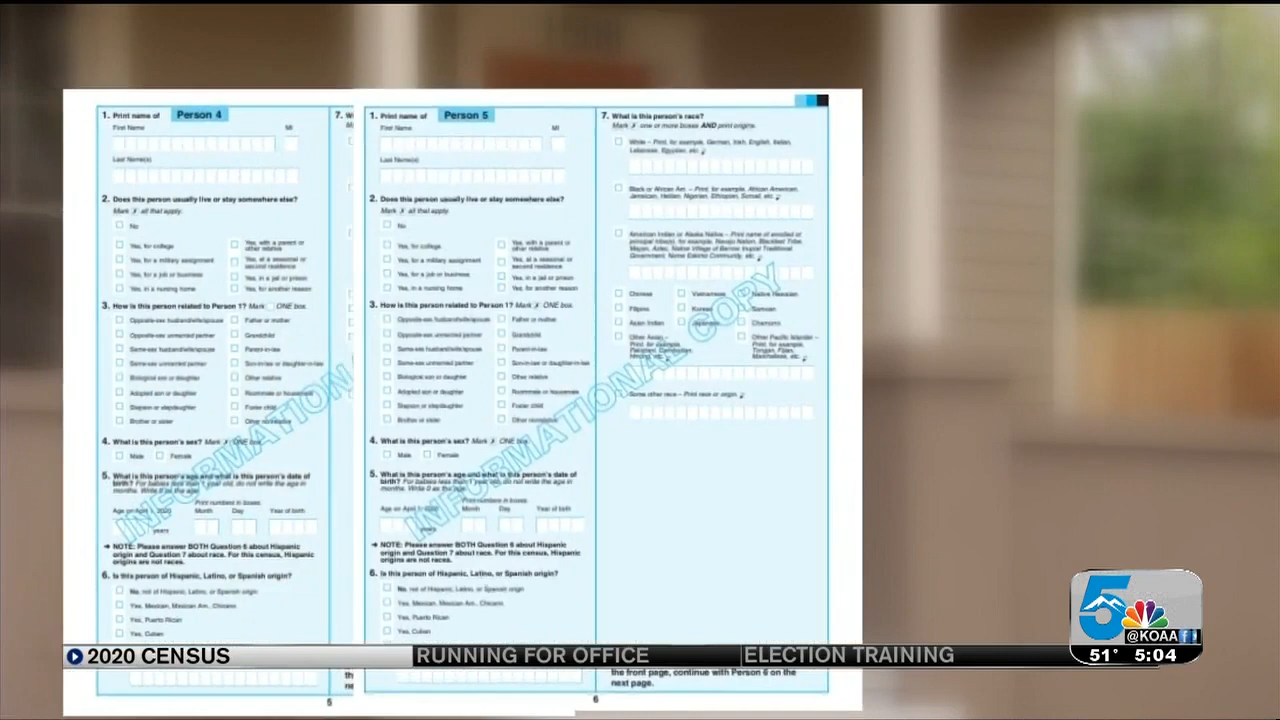 1. Print name of Person 4
First Name MI
Last Name(s)
2. Does this person usually live or stay somewhere else?
Mark ✗ all that apply.
No
Yes, for college
Yes, with a parent or
other relative
Yes, for a military assignment
Yes, at a seasonal or
second residence
Yes, for a job or business
Yes, in a jail or prison
Yes, in a nursing home
Yes, for another reason
3. How is this person related to Person 1? Mark ONE box.
Opposite-sex husband/wife/spouse
Father or mother
Opposite-sex unmarried partner
Grandchild
Same-sex husband/wife/spouse
Parent-in-law
Same-sex unmarried partner
Son-in-law or daughter-in-law
Biological son or daughter
Other relative
Adopted son or daughter
Roommate or housemate
Stepson or stepdaughter
Foster child
Brother or sister
Other nonrelative
4. What is this person's sex? Mark ✗ ONE box.
Male Female
5. What is this person's age and what is this person's date of
birth? For babies less than 1 year old, do not write the age in
months. Write 0 as the age.
Print numbers in boxes.
Age on April 1, 2020 Month Day Year of birth
years
➔ NOTE: Please answer BOTH Question 6 about Hispanic
origin and Question 7 about race. For this census, Hispanic
origins are not races.
6. Is this person of Hispanic, Latino, or Spanish origin?
No, not of Hispanic, Latino, or Spanish origin
Yes, Mexican, Mexican Am., Chicano
Yes, Puerto Rican
Yes, Cuban
5
7. W
M
th
ne
INFORMATION
1. Print name of Person 5
First Name MI
Last Name(s)
2. Does this person usually live or stay somewhere else?
Mark ✗ all that apply.
No
Yes, for college
Yes, with a parent or
other relative
Yes, for a military assignment
Yes, at a seasonal or
second residence
Yes, for a job or business
Yes, in a jail or prison
Yes, in a nursing home
Yes, for another reason
3. How is this person related to Person 1? Mark ✗ ONE box.
Opposite-sex husband/wife/spouse
Father or mother
Opposite-sex unmarried partner
Grandchild
Same-sex husband/wife/spouse
Parent-in-law
Same-sex unmarried partner
Son-in-law or daughter-in-law
Biological son or daughter
Other relative
Adopted son or daughter
Roommate or housemate
Stepson or stepdaughter
Foster child
Brother or sister
Other nonrelative
4. What is this person's sex? Mark ✗ ONE box.
Male Female
5. What is this person's age and what is this person's date of
birth? For babies less than 1 year old, do not write the age in
months. Write 0 as the age.
Print numbers in boxes.
Age on April 1, 2020 Month Day Year of birth
years
➔ NOTE: Please answer BOTH Question 6 about Hispanic
origin and Question 7 about race. For this census, Hispanic
origins are not races.
6. Is this person of Hispanic, Latino, or Spanish origin?
No, not of Hispanic, Latino, or Spanish origin
Yes, Mexican, Mexican Am., Chicano
Yes, Puerto Rican
Yes, Cuban
7. What is this person's race?
Mark ✗ one or more boxes AND print origins.
White – Print, for example, German, Irish, English, Italian,
Lebanese, Egyptian, etc.
Black or African Am. – Print, for example, African American,
Jamaican, Haitian, Nigerian, Ethiopian, Somali, etc.
American Indian or Alaska Native – Print name of enrolled or
principal tribe(s), for example, Navajo Nation, Blackfeet Tribe,
Mayan, Aztec, Native Village of Barrow Inupiat Traditional
Government, Nome Eskimo Community, etc.
Chinese Vietnamese Native Hawaiian
Filipino Korean Samoan
Asian Indian Japanese Chamorro
Other Asian –
Print, for example,
Pakistani, Cambodian,
Hmong, etc.
Other Pacific Islander –
Print, for example,
Tongan, Fijian,
Marshallese, etc.
Some other race – Print race or origin.
INFORMATIONAL COPY
the front page, continue with Person 6 on the
next page.
6
2020 CENSUS
RUNNING FOR OFFICE
ELECTION TRAINING
5
@KOAA f
51° 5:04